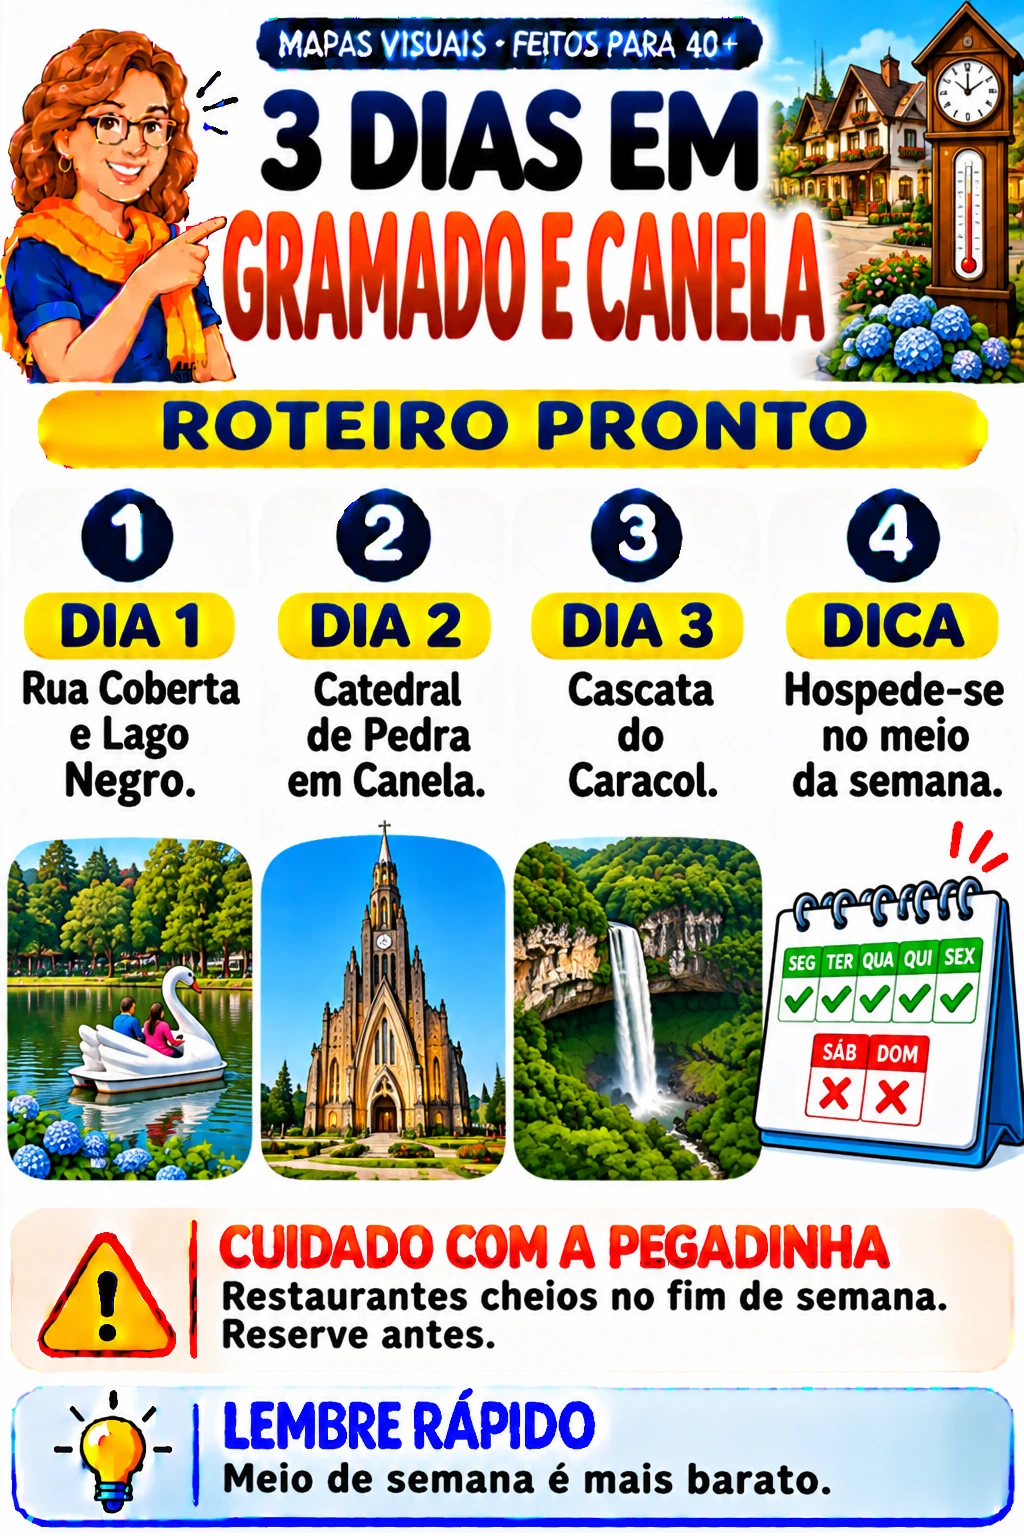 MAPAS VISUAIS • FEITOS PARA 40+
3 DIAS EM
GRAMADO E CANELA
ROTEIRO PRONTO
1
DIA 1
Rua Coberta
e Lago
Negro.
2
DIA 2
Catedral
de Pedra
em Canela.
3
DIA 3
Cascata
do
Caracol.
4
DICA
Hospede-se
no meio
da semana.
SEG TER QUA QUI SEX
SÁB DOM
CUIDADO COM A PEGADINHA
Restaurantes cheios no fim de semana.
Reserve antes.
LEMBRE RÁPIDO
Meio de semana é mais barato.